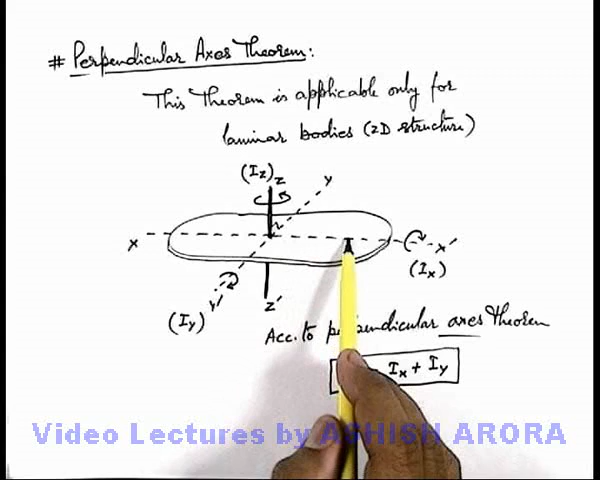 # Perpendicular Axes Theorem:
This Theorem is applicable only for
laminar bodies (2D structure)
(Iz) z
Y
X
X'
(Ix)
Y'
(Iy)
z'
Acc. to perpendicular axes theorem
Ix + Iy
Video Lectures by ASHISH ARORA